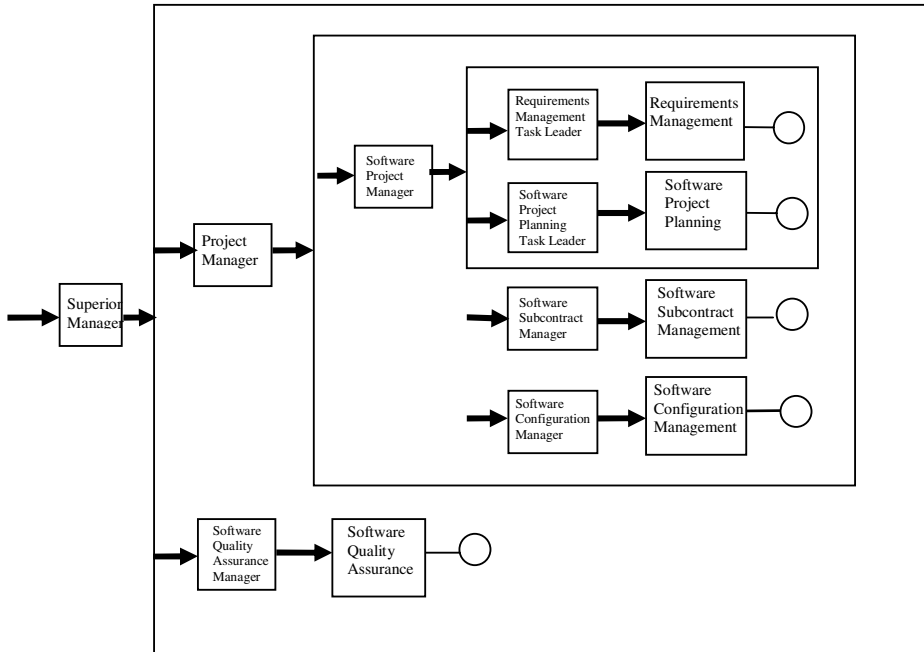 Requirements
Management
Task Leader
Requirements
Management
Software
Project
Manager
Software
Project
Planning
Task Leader
Software
Project
Planning
Project
Manager
Superior
Manager
Software
Subcontract
Manager
Software
Subcontract
Management
Software
Configuration
Manager
Software
Configuration
Management
Software
Quality
Assurance
Manager
Software
Quality
Assurance